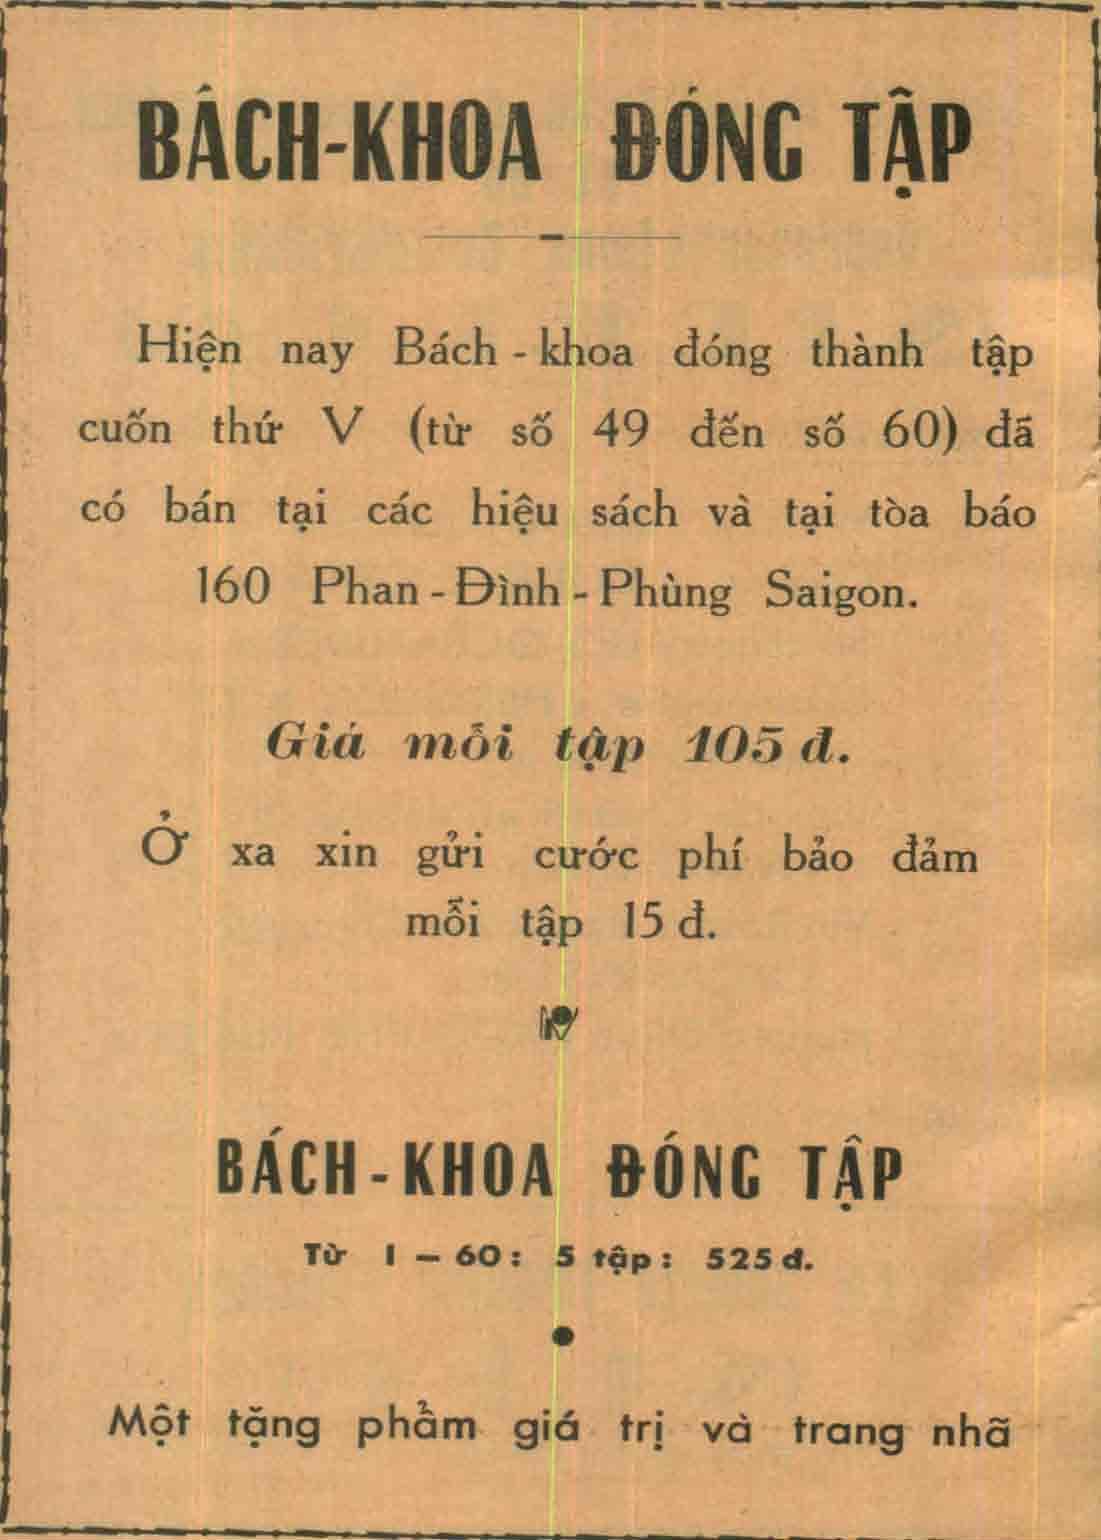 BÁCH-KHOA ĐÓNG TẬP
Hiện nay Bách - khoa đóng thành tập
cuốn thứ V (từ số 49 đến số 60) đã
có bán tại các hiệu sách và tại tòa báo
160 Phan - Đình - Phùng Saigon.
Giá mỗi tập 105 đ.
Ở xa xin gửi cước phí bảo đảm
mỗi tập 15 đ.
BÁCH - KHOA ĐÓNG TẬP
Từ I — 60 : 5 tập : 525 đ.
Một tặng phẩm giá trị và trang nhã